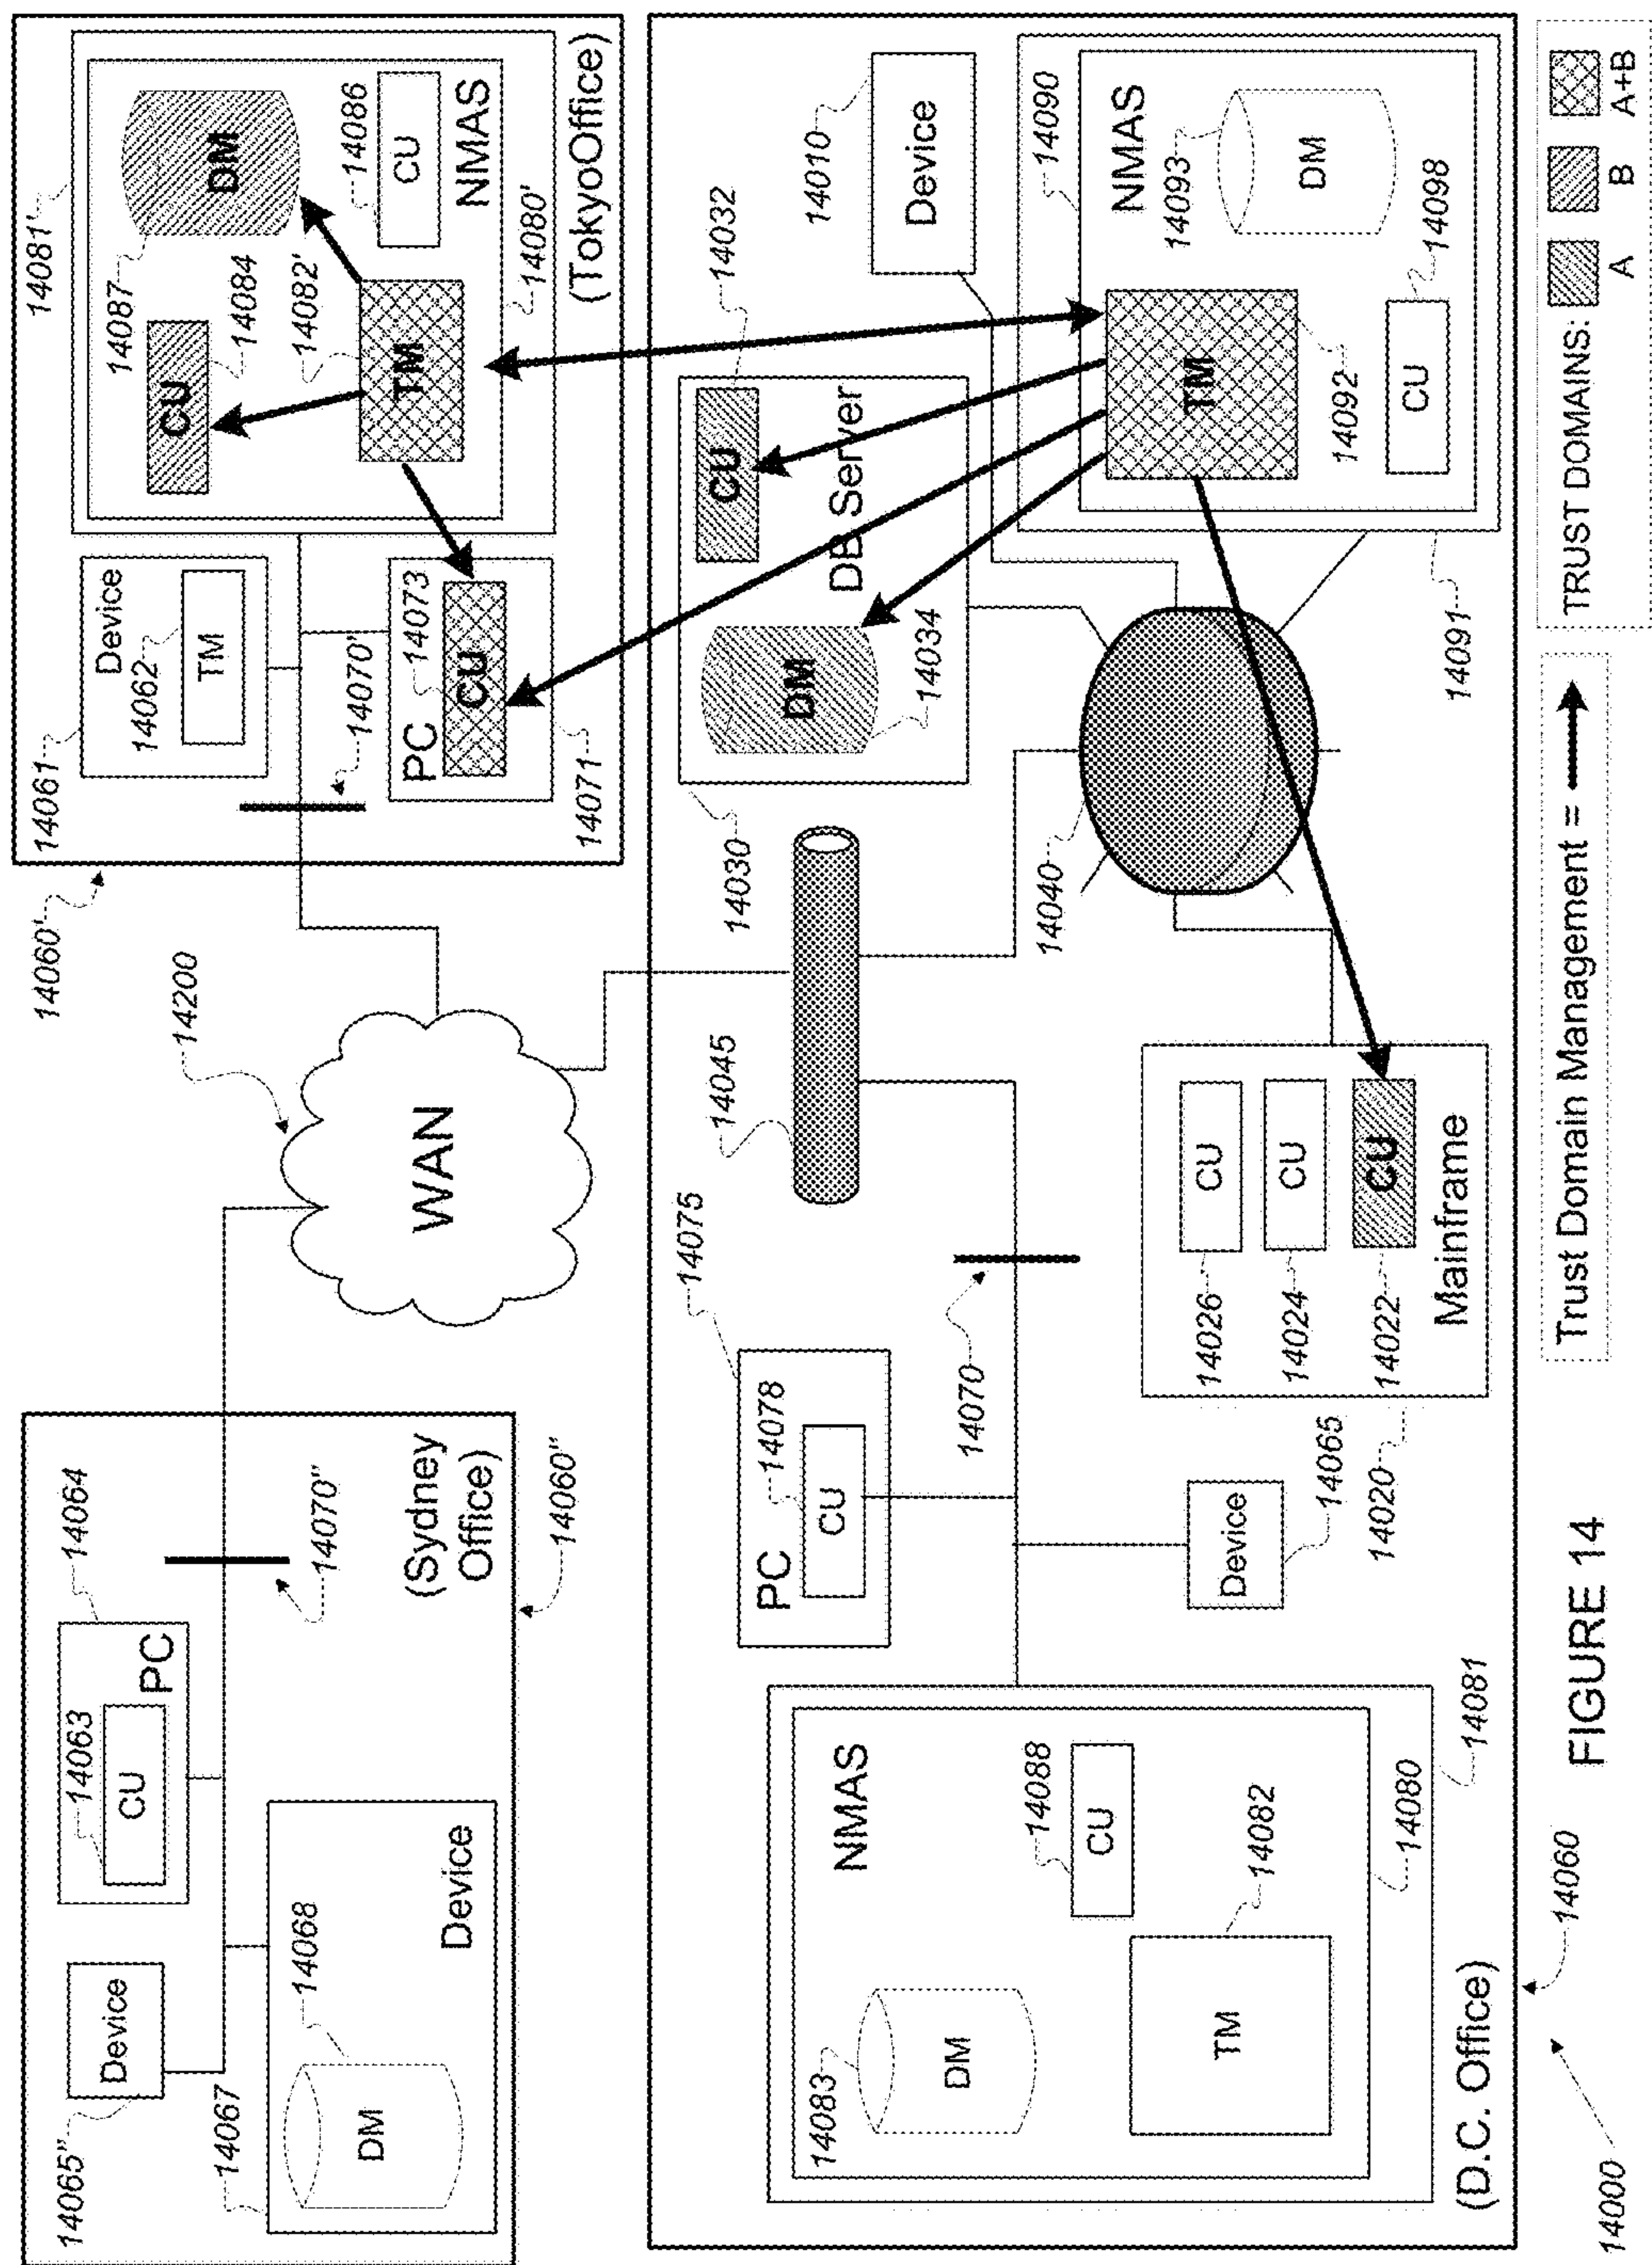 14065"
Device
14067
DM
14068
Device
14063
CU
PC
14064
14070"
(Sydney
Office)
14060"
14200
WAN
14060'
14061
Device
14062
TM
14070'
PC
14073
CU
14071
14081'
14087
DM
CU
14084
14082'
TM
14086
CU
NMAS
14080'
(TokyoOffice)
NMAS
14083
DM
14088
CU
14082
TM
14080
14081
(D.C. Office)
14060
14000
14075
PC
14078
CU
14070
Device
14065
14045
14026
CU
14024
CU
14022
CU
Mainframe
14020
14030
DM
14034
CU
14032
DB Server
14040
14010
Device
14090
NMAS
14093
DM
TM
14092
14098
CU
14091
FIGURE 14
Trust Domain Management =
TRUST DOMAINS:
A
B
A+B